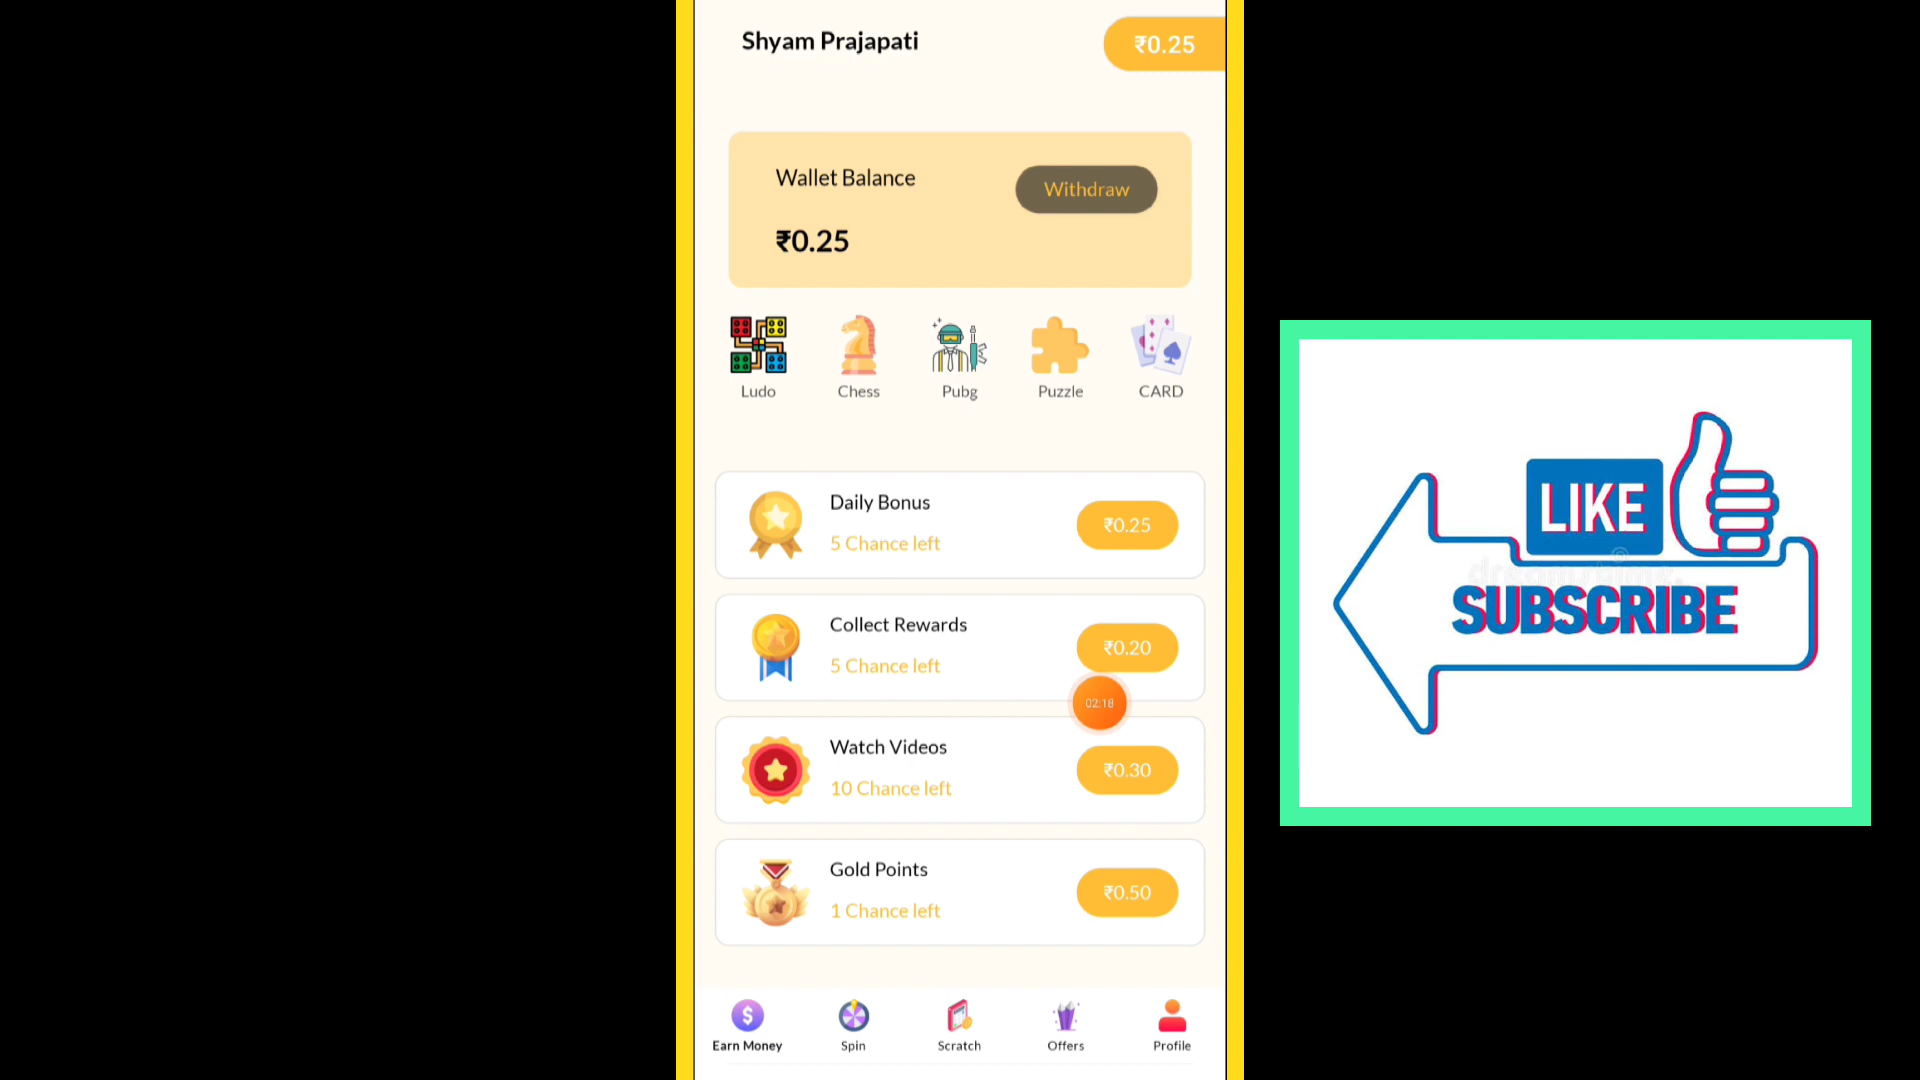 Shyam Prajapati
₹0.25
Wallet Balance
Withdraw
₹0.25
Ludo
Chess
Pubg
Puzzle
CARD
Daily Bonus
₹0.25
5 Chance left
Collect Rewards
₹0.20
5 Chance left
02:18
Watch Videos
₹0.30
10 Chance left
Gold Points
₹0.50
1 Chance left
Earn Money
Spin
Scratch
Offers
Profile
LIKE
SUBSCRIBE